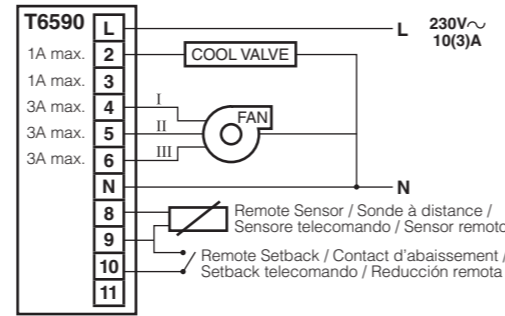 T6590
L
L
230V~
10(3)A
1A max.
2
COOL VALVE
1A max.
3
3A max.
4
I
FAN
3A max.
5
II
3A max.
6
III
N
N
8
Remote Sensor / Sonde à distance /
Sensore telecomando / Sensor remoto
9
Remote Setback / Contact d'abaissement /
10
Setback telecomando / Reducción remota
11